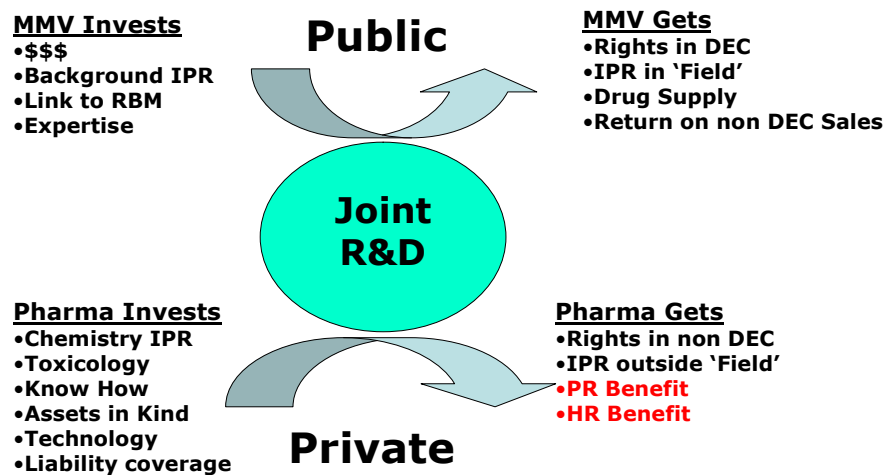 MMV Invests
•$$$
•Background IPR
•Link to RBM
•Expertise
Public
MMV Gets
•Rights in DEC
•IPR in ‘Field’
•Drug Supply
•Return on non DEC Sales
Joint
R&D
Pharma Invests
•Chemistry IPR
•Toxicology
•Know How
•Assets in Kind
•Technology
•Liability coverage
Private
Pharma Gets
•Rights in non DEC
•IPR outside ‘Field’
•PR Benefit
•HR Benefit